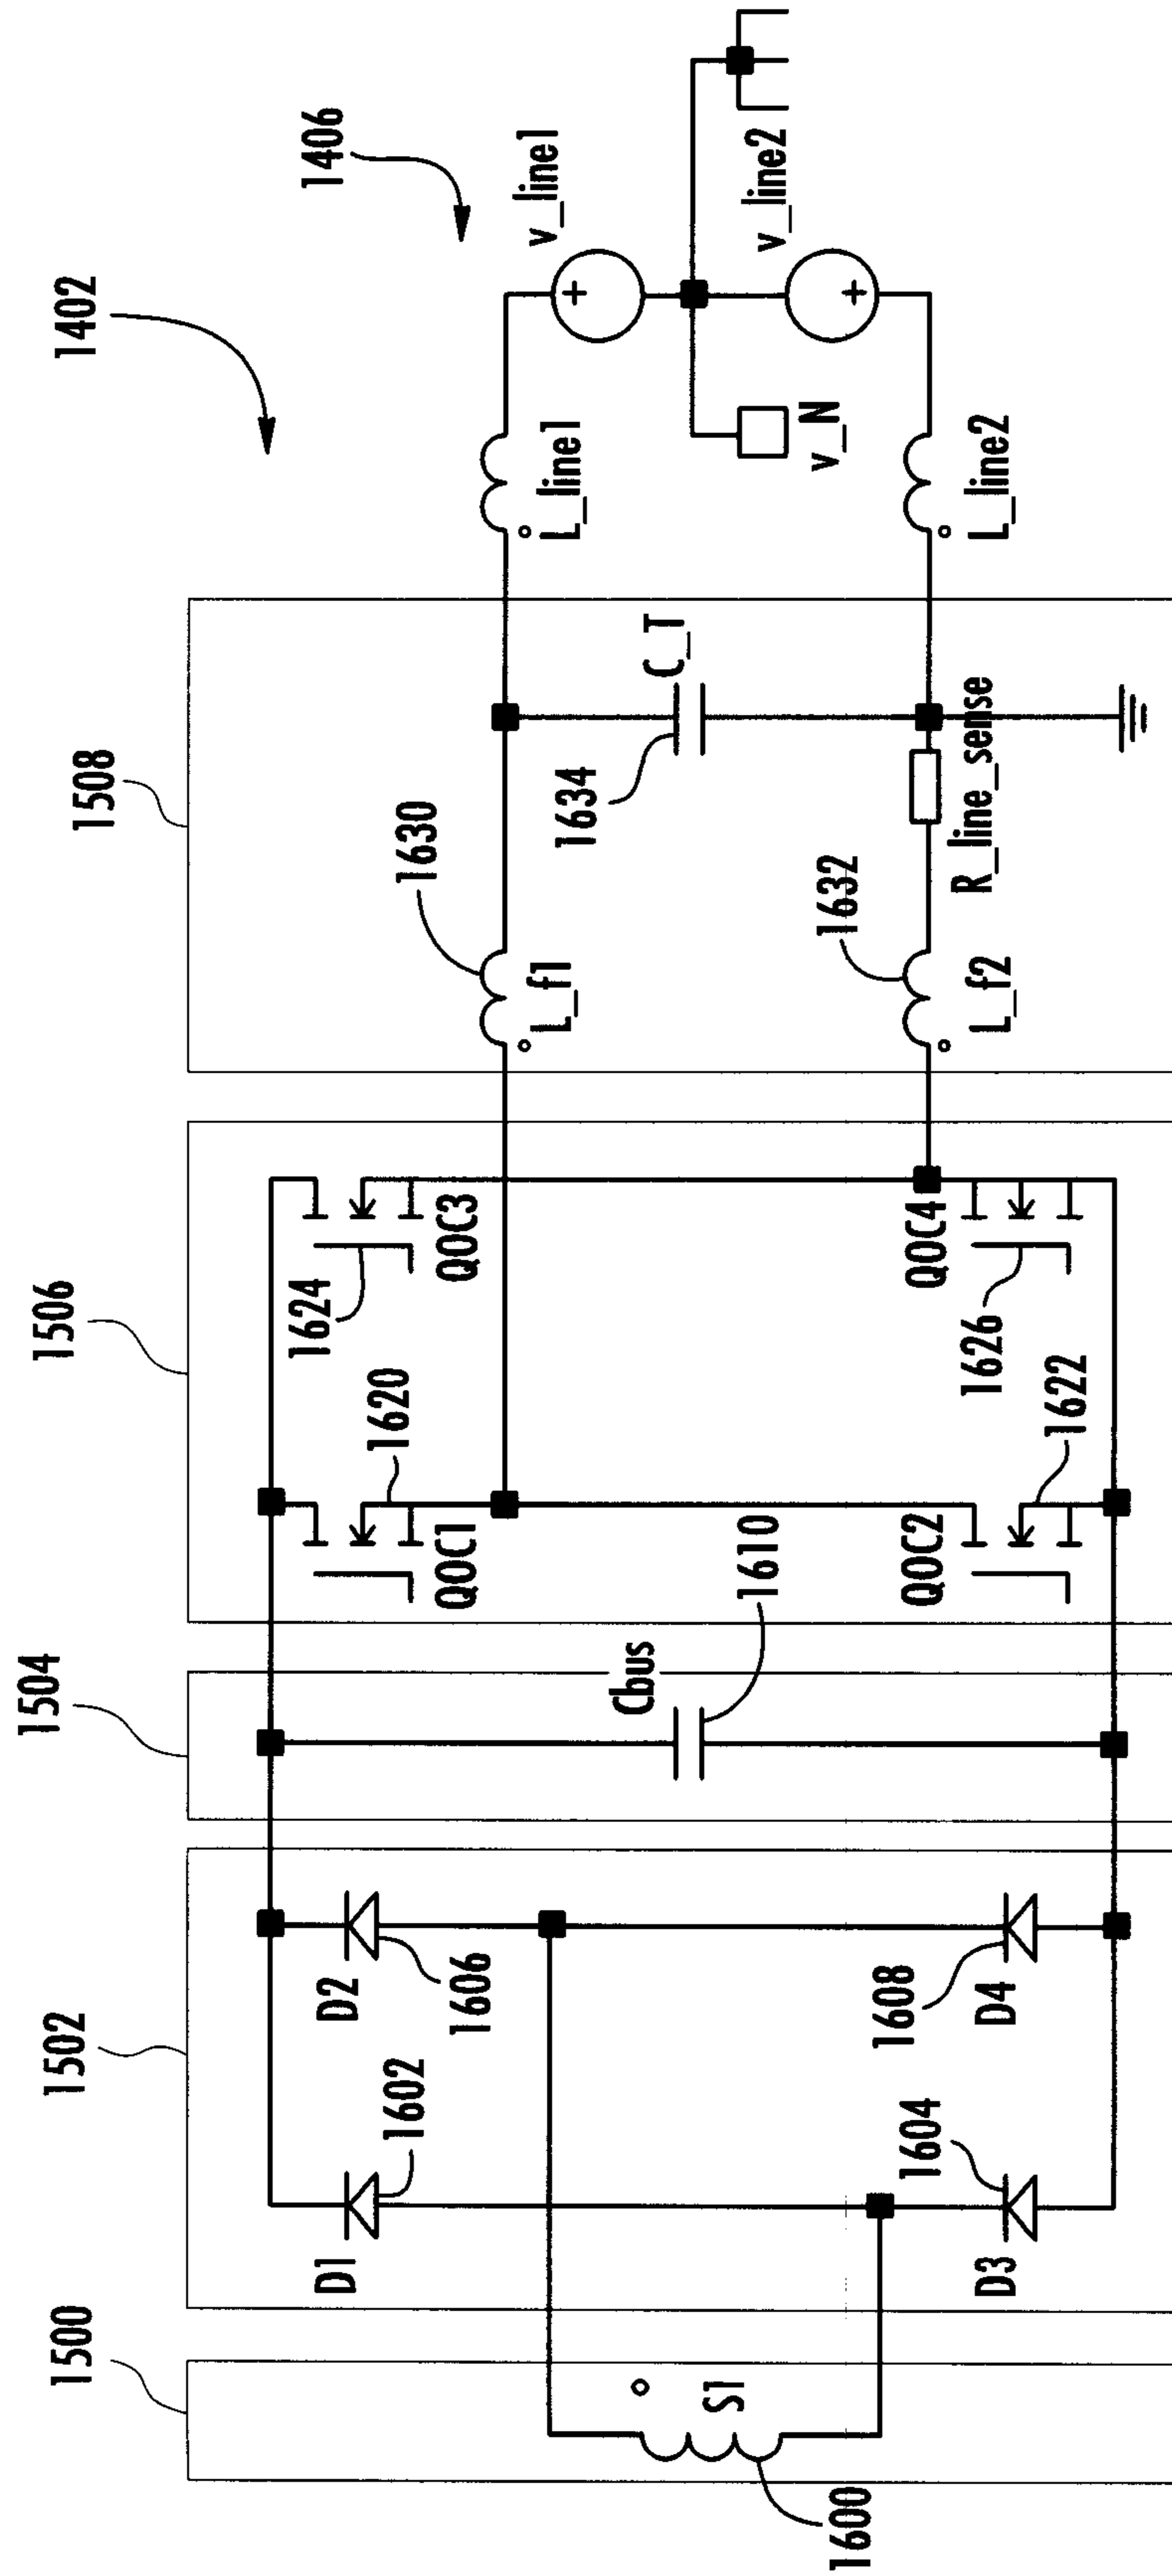 1402
1406
1500
1502
1504
1506
1508
v_line1
L_line1
v_N
v_line2
L_line2
D1
1602
D2
1606
QOC1
1620
1624
QOC3
1630
L_f1
C_T
1634
S1
1600
Cbus
1610
1604
D3
1608
D4
QOC2
1622
QOC4
1626
1632
L_f2
R_line_sense